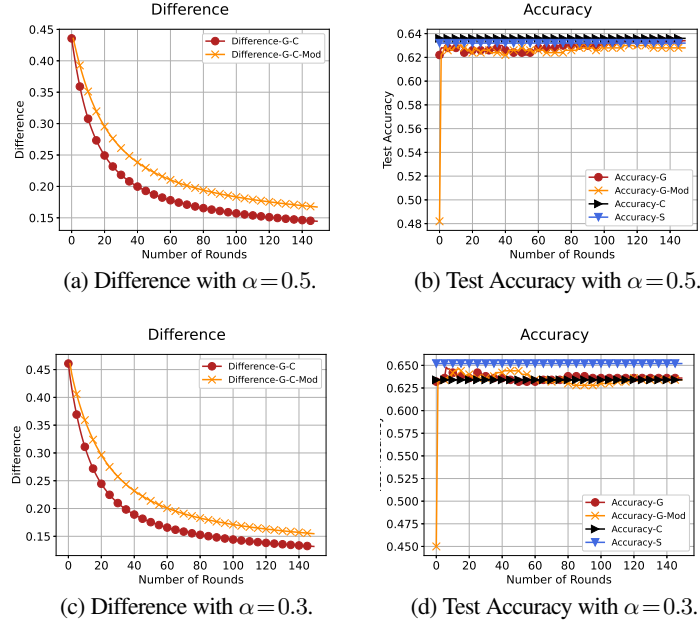 Difference
0.45
0.40
0.35
0.30
0.25
0.20
0.15
Difference
Difference-G-C
Difference-G-C-Mod
0 20 40 60 80 100 120 140
Number of Rounds
(a) Difference with α=0.5.
Accuracy
0.64
0.62
0.60
0.58
0.56
0.54
0.52
0.50
0.48
Test Accuracy
Accuracy-G
Accuracy-G-Mod
Accuracy-C
Accuracy-S
0 20 40 60 80 100 120 140
Number of Rounds
(b) Test Accuracy with α=0.5.
Difference
0.45
0.40
0.35
0.30
0.25
0.20
0.15
Difference
Difference-G-C
Difference-G-C-Mod
0 20 40 60 80 100 120 140
Number of Rounds
(c) Difference with α=0.3.
Accuracy
0.650
0.625
0.600
0.575
0.550
0.525
0.500
0.475
0.450
Accuracy-G
Accuracy-G-Mod
Accuracy-C
Accuracy-S
0 20 40 60 80 100 120 140
Number of Rounds
(d) Test Accuracy with α=0.3.